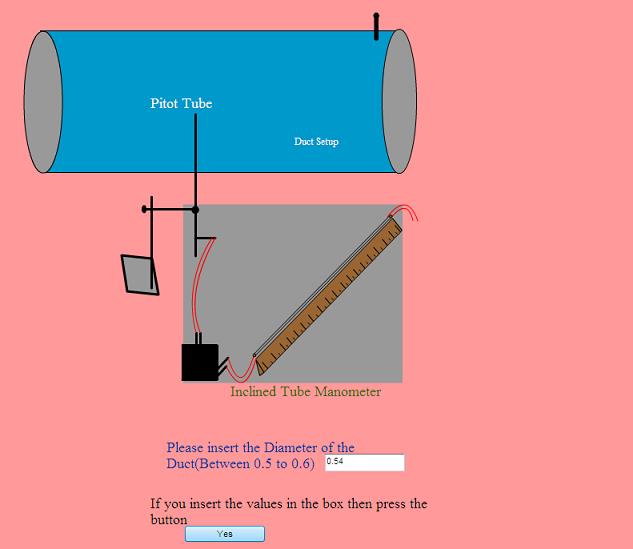 Pitot Tube
Duct Setup
Inclined Tube Manometer
Please insert the Diameter of the
Duct(Between 0.5 to 0.6) 0.54
If you insert the values in the box then press the
button
Yes